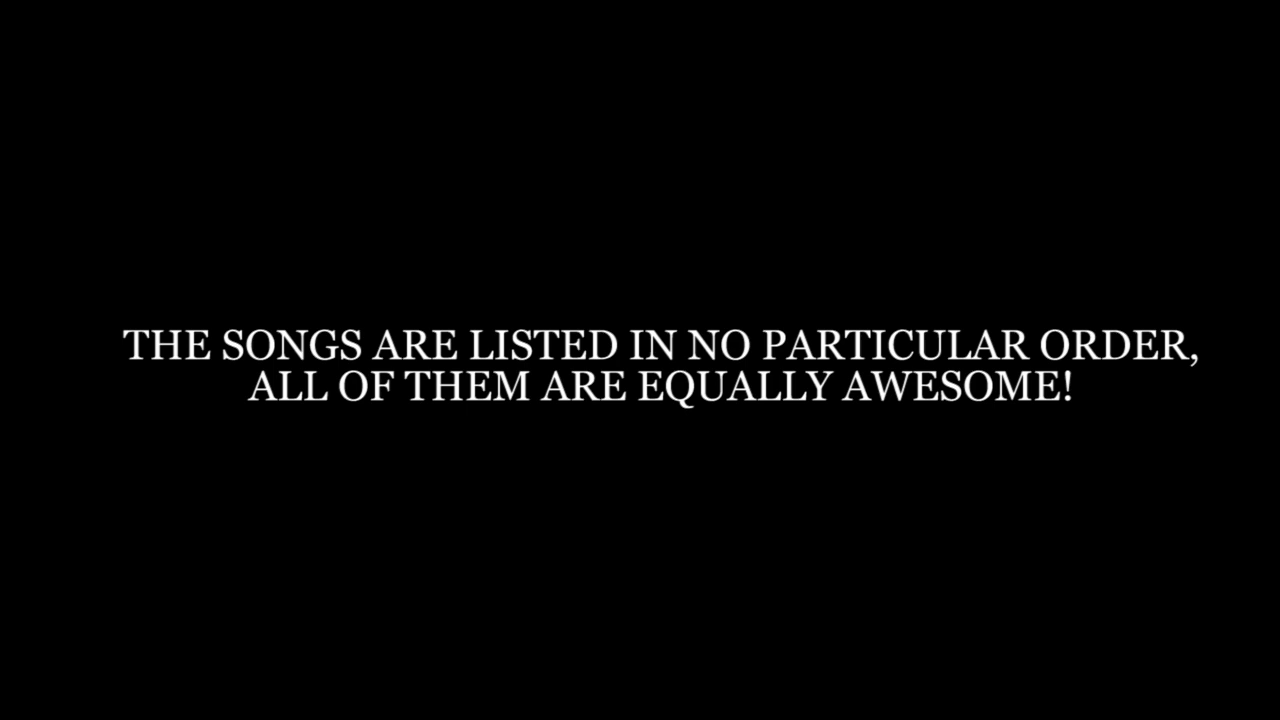 THE SONGS ARE LISTED IN NO PARTICULAR ORDER,
ALL OF THEM ARE EQUALLY AWESOME!